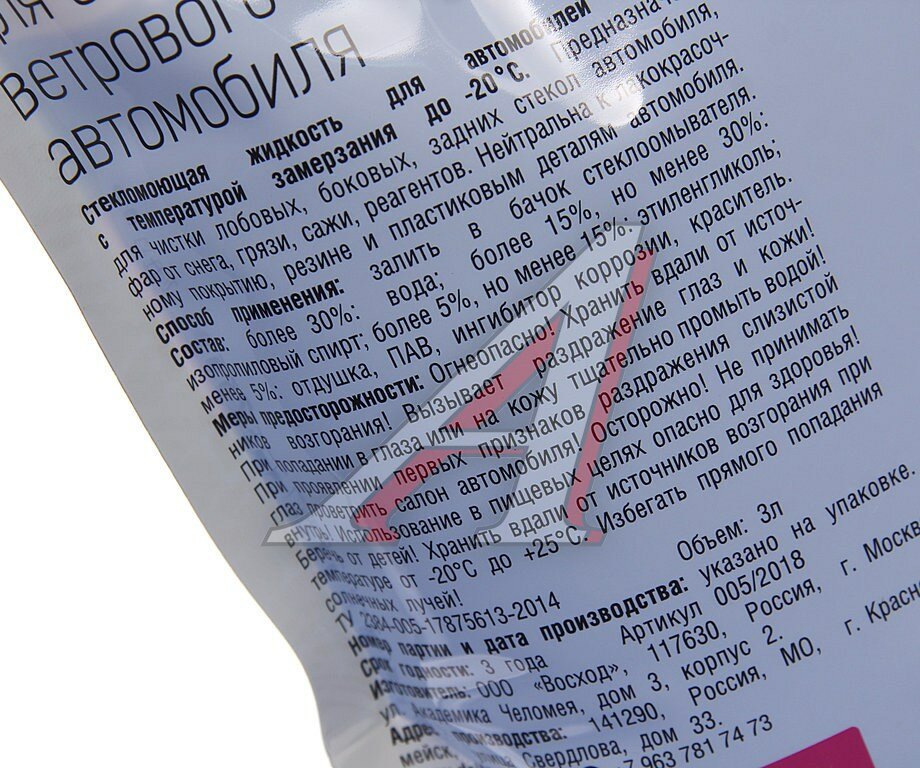 ветрового
автомобиля
Стекломоющая жидкость для автомобилей
с температурой замерзания до -20°С. Предназна
для чистки лобовых, боковых, задних стекол автомобиля,
фар от снега, грязи, сажи, реагентов. Нейтральна к лакокрасоч-
ному покрытию, резине и пластиковым деталям автомобиля.
Способ применения: залить в бачок стеклоомывателя.
Состав: более 30%: вода; более 15%, но менее 30%:
изопропиловый спирт; более 5%, но менее 15%: этиленгликоль;
менее 5%: отдушка, ПАВ, ингибитор коррозии, краситель.
Меры предосторожности: Огнеопасно! Хранить вдали от источ-
ников возгорания! Вызывает раздражение глаз и кожи!
При попадании в глаза или на кожу тщательно промыть водой!
При проявлении первых признаков раздражения слизистой
глаз проветрить салон автомобиля! Осторожно! Не принимать
внутрь! Использование в пищевых целях опасно для здоровья!
Беречь от детей! Хранить вдали от источников возгорания при
температуре от -20°С до +25°С. Избегать прямого попадания
солнечных лучей!
ТУ 2384-005-17875613-2014 Объем: 3л
Номер партии и дата производства: указано на упаковке.
Срок годности: 3 года Артикул 005/2018
Изготовитель: ООО «Восход», 117630, Россия, г. Москв
ул. Академика Челомея, дом 3, корпус 2.
Адрес производства: 141290, Россия, МО, г. Красно
мейск, улица Свердлова, дом 33.
7 963 781 74 73